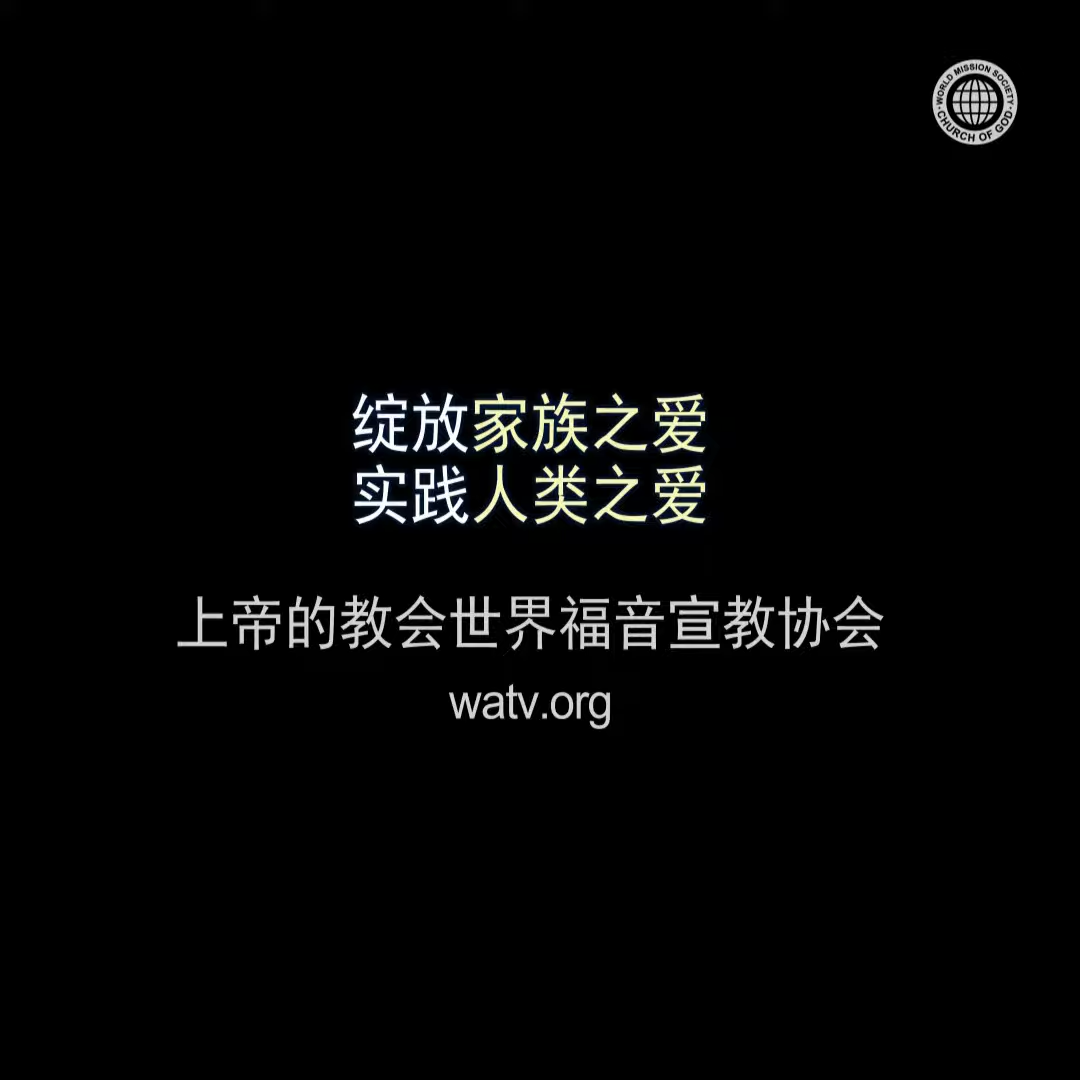 WORLD MISSION SOCIETY
CHURCH OF GOD
绽放家族之爱
实践人类之爱
上帝的教会世界福音宣教协会
watv.org